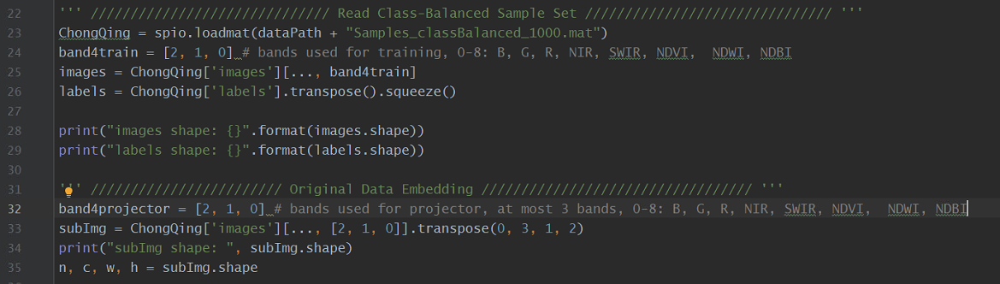 22 ''' ////////////////////////////// Read Class-Balanced Sample Set /////////////////////////////// '''
23 ChongQing = spio.loadmat(dataPath + "Samples_classBalanced_1000.mat")
24 band4train = [2, 1, 0] # bands used for training, 0-8: B, G, R, NIR, SWIR, NDVI,  NDWI, NDBI
25 images = ChongQing['images'][..., band4train]
26 labels = ChongQing['labels'].transpose().squeeze()
27
28 print("images shape: {}".format(images.shape))
29 print("labels shape: {}".format(labels.shape))
30
31 ''' //////////////////////// Original Data Embedding ////////////////////////////////// '''
32 band4projector = [2, 1, 0] # bands used for projector, at most 3 bands, 0-8: B, G, R, NIR, SWIR, NDVI,  NDWI, NDBI
33 subImg = ChongQing['images'][..., [2, 1, 0]].transpose(0, 3, 1, 2)
34 print("subImg shape: ", subImg.shape)
35 n, c, w, h = subImg.shape